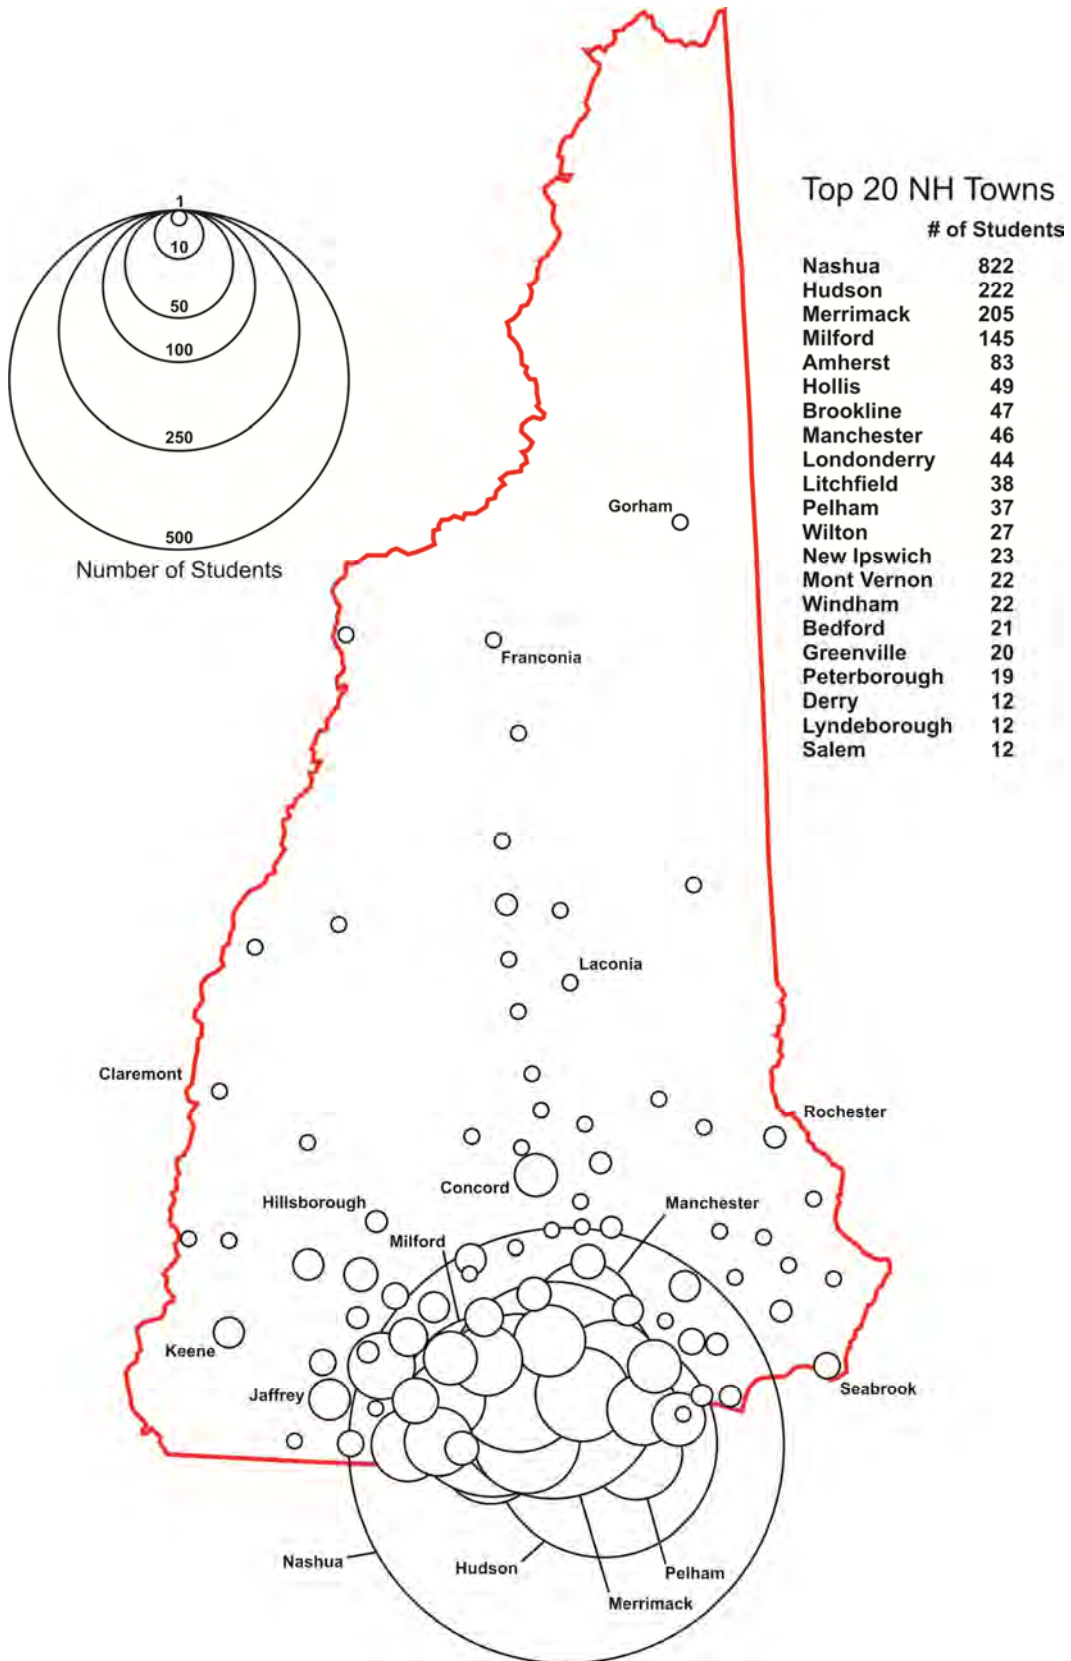 1
10
50
100
250
500
Number of Students
Top 20 NH Towns
# of Students
Nashua 822
Hudson 222
Merrimack 205
Milford 145
Amherst 83
Hollis 49
Brookline 47
Manchester 46
Londonderry 44
Litchfield 38
Pelham 37
Wilton 27
New Ipswich 23
Mont Vernon 22
Windham 22
Bedford 21
Greenville 20
Peterborough 19
Derry 12
Lyndeborough 12
Salem 12
Gorham
Franconia
Laconia
Claremont
Rochester
Concord
Hillsborough
Manchester
Milford
Keene
Jaffrey
Seabrook
Nashua
Hudson
Pelham
Merrimack